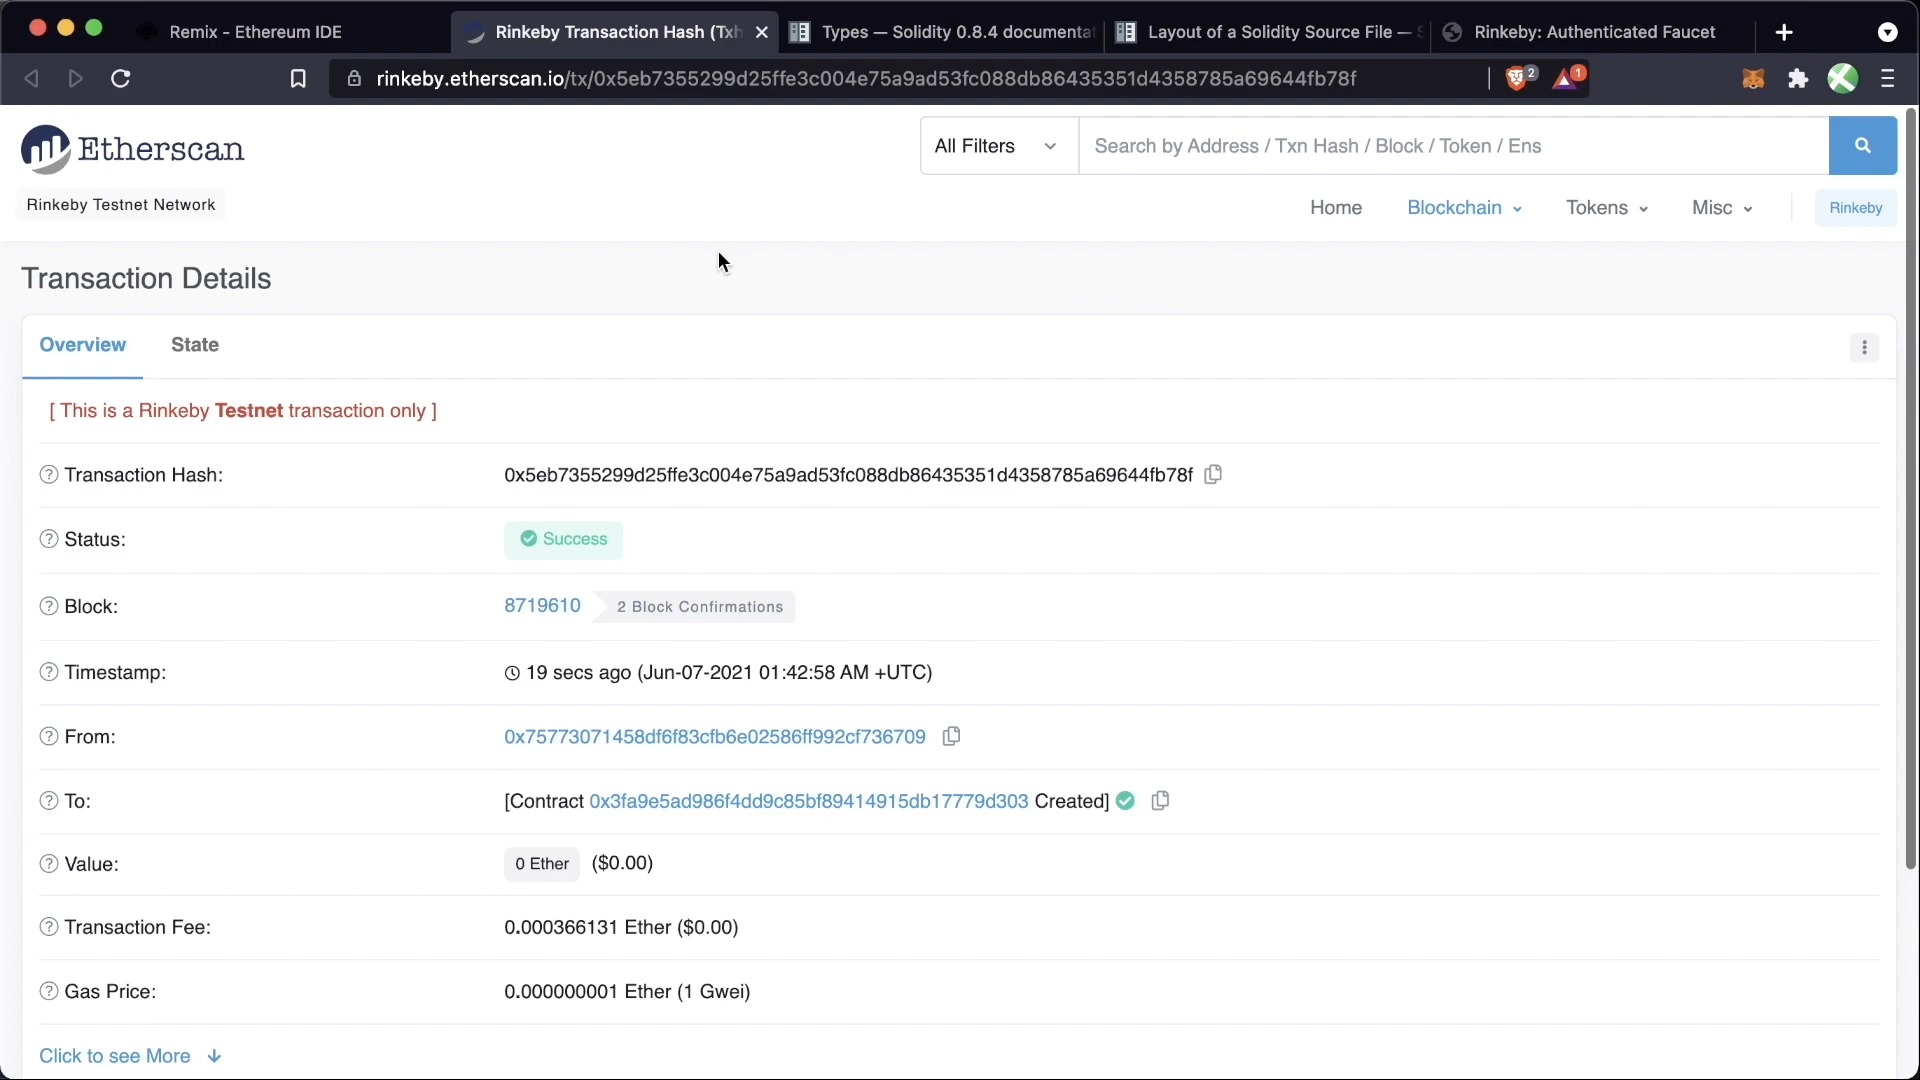 Remix - Ethereum IDE
Rinkeby Transaction Hash (Txh
Types — Solidity 0.8.4 documenta
Layout of a Solidity Source File — S
Rinkeby: Authenticated Faucet
rinkeby.etherscan.io/tx/0x5eb7355299d25ffe3c004e75a9ad53fc088db86435351d4358785a69644fb78f
2
1
Etherscan
All Filters
Search by Address / Txn Hash / Block / Token / Ens
Rinkeby Testnet Network
Home
Blockchain
Tokens
Misc
Rinkeby
Transaction Details
Overview
State
[ This is a Rinkeby Testnet transaction only ]
Transaction Hash:
0x5eb7355299d25ffe3c004e75a9ad53fc088db86435351d4358785a69644fb78f
Status:
Success
Block:
8719610
2 Block Confirmations
Timestamp:
19 secs ago (Jun-07-2021 01:42:58 AM +UTC)
From:
0x75773071458df6f83cfb6e02586ff992cf736709
To:
[Contract 0x3fa9e5ad986f4dd9c85bf89414915db17779d303 Created]
Value:
0 Ether ($0.00)
Transaction Fee:
0.000366131 Ether ($0.00)
Gas Price:
0.000000001 Ether (1 Gwei)
Click to see More